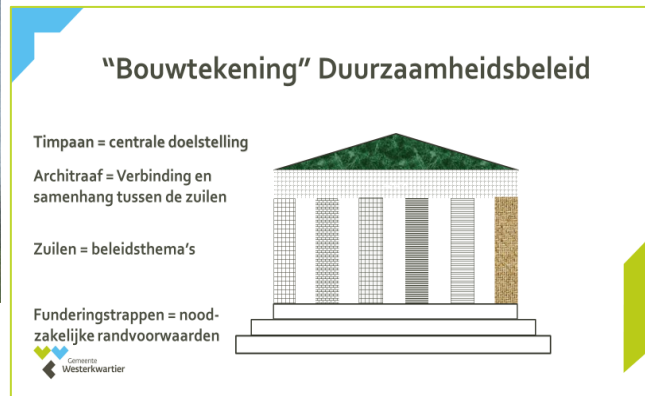 “Bouwtekening” Duurzaamheidsbeleid
Timpaan = centrale doelstelling
Architraaf = Verbinding en
samenhang tussen de zuilen
Zuilen = beleidsthema’s
Funderingstrappen = nood-
zakelijke randvoorwaarden
Gemeente
Westerkwartier